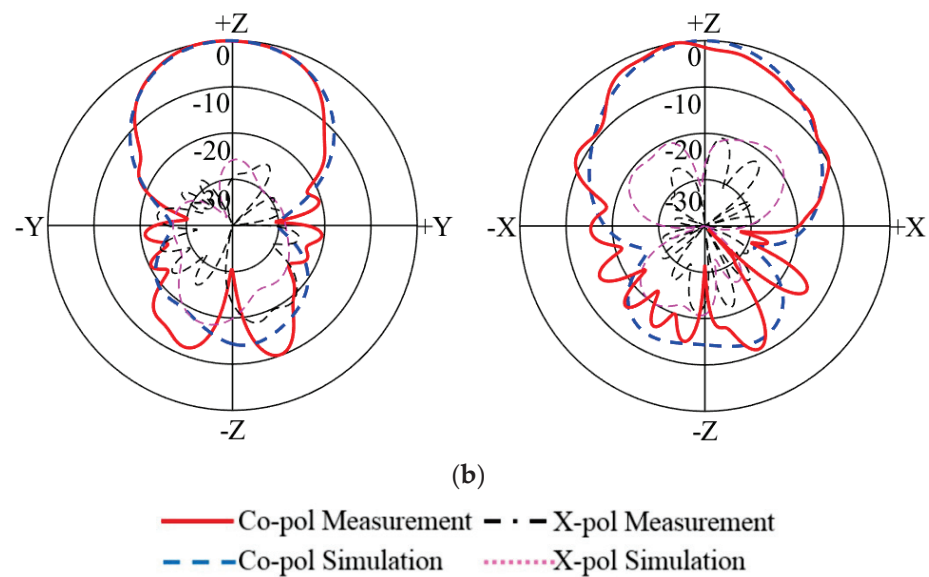 +Z +Z
0 0
-10 -10
-20 -20
-30 -30
-Y +Y -X +X
-Z -Z
(b)
Co-pol Measurement X-pol Measurement
Co-pol Simulation X-pol Simulation